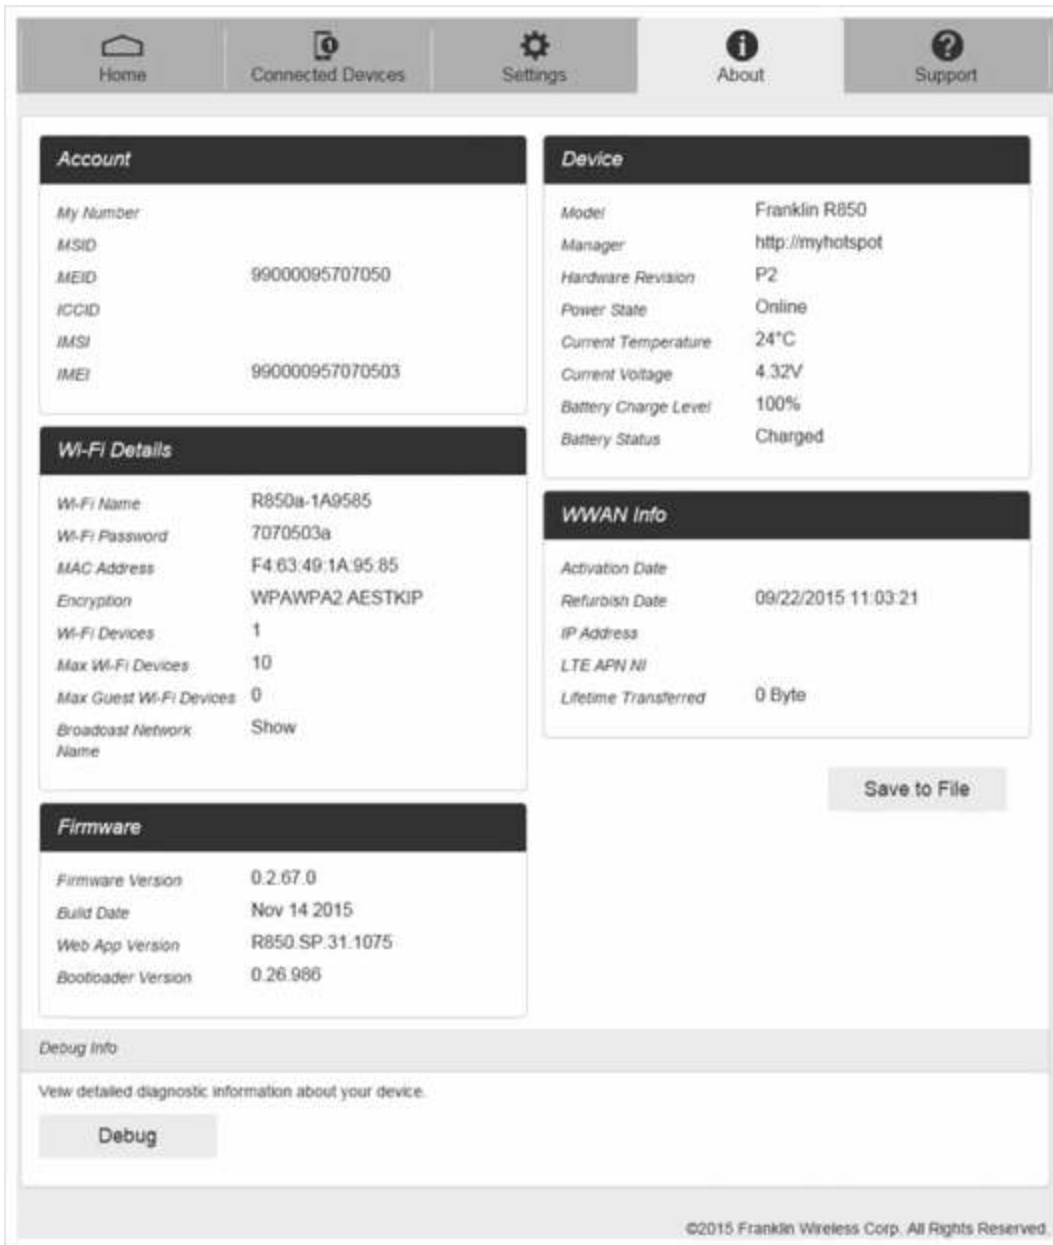 Home
Connected Devices
Settings
About
Support
Account
My Number
MSID
MEID 99000095707050
ICCID
IMSI
IMEI 990000957070503
Wi-Fi Details
Wi-Fi Name R850a-1A9585
Wi-Fi Password 7070503a
MAC Address F4:63:49:1A:95:85
Encryption WPAWPA2 AESTKIP
Wi-Fi Devices 1
Max Wi-Fi Devices 10
Max Guest Wi-Fi Devices 0
Broadcast Network Show
Name
Firmware
Firmware Version 0.2.67.0
Build Date Nov 14 2015
Web App Version R850.SP.31.1075
Bootloader Version 0.26.986
Device
Model Franklin R850
Manager http://myhotspot
Hardware Revision P2
Power State Online
Current Temperature 24°C
Current Voltage 4.32V
Battery Charge Level 100%
Battery Status Charged
WWAN Info
Activation Date
Refurbish Date 09/22/2015 11:03:21
IP Address
LTE APN NI
Lifetime Transferred 0 Byte
Save to File
Debug Info
Veiw detailed diagnostic information about your device.
Debug
©2015 Franklin Wireless Corp. All Rights Reserved.